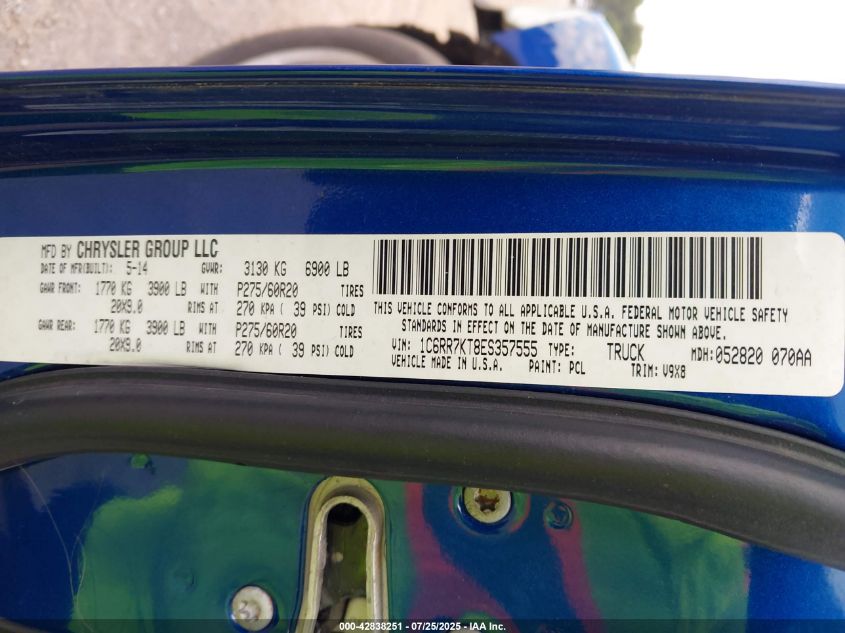 MFD BY CHRYSLER GROUP LLC
DATE OF MFR(BUILT): 5-14 GVWR: 3130 KG 6900 LB
GAWR FRONT: 1770 KG 3900 LB WITH P275/60R20 TIRES
20X9.0 RIMS AT 270 KPA ( 39 PSI) COLD
GAWR REAR: 1770 KG 3900 LB WITH P275/60R20 TIRES
20X9.0 RIMS AT 270 KPA ( 39 PSI) COLD
THIS VEHICLE CONFORMS TO ALL APPLICABLE U.S.A. FEDERAL MOTOR VEHICLE SAFETY
STANDARDS IN EFFECT ON THE DATE OF MANUFACTURE SHOWN ABOVE.
VIN: 1C6RR7KT8ES357555 TYPE: TRUCK MDH: 052820 070AA
VEHICLE MADE IN U.S.A. PAINT: PCL TRIM: V9X8
000-42838251 | 07/25/2025 | Copyright © IAA, LLC